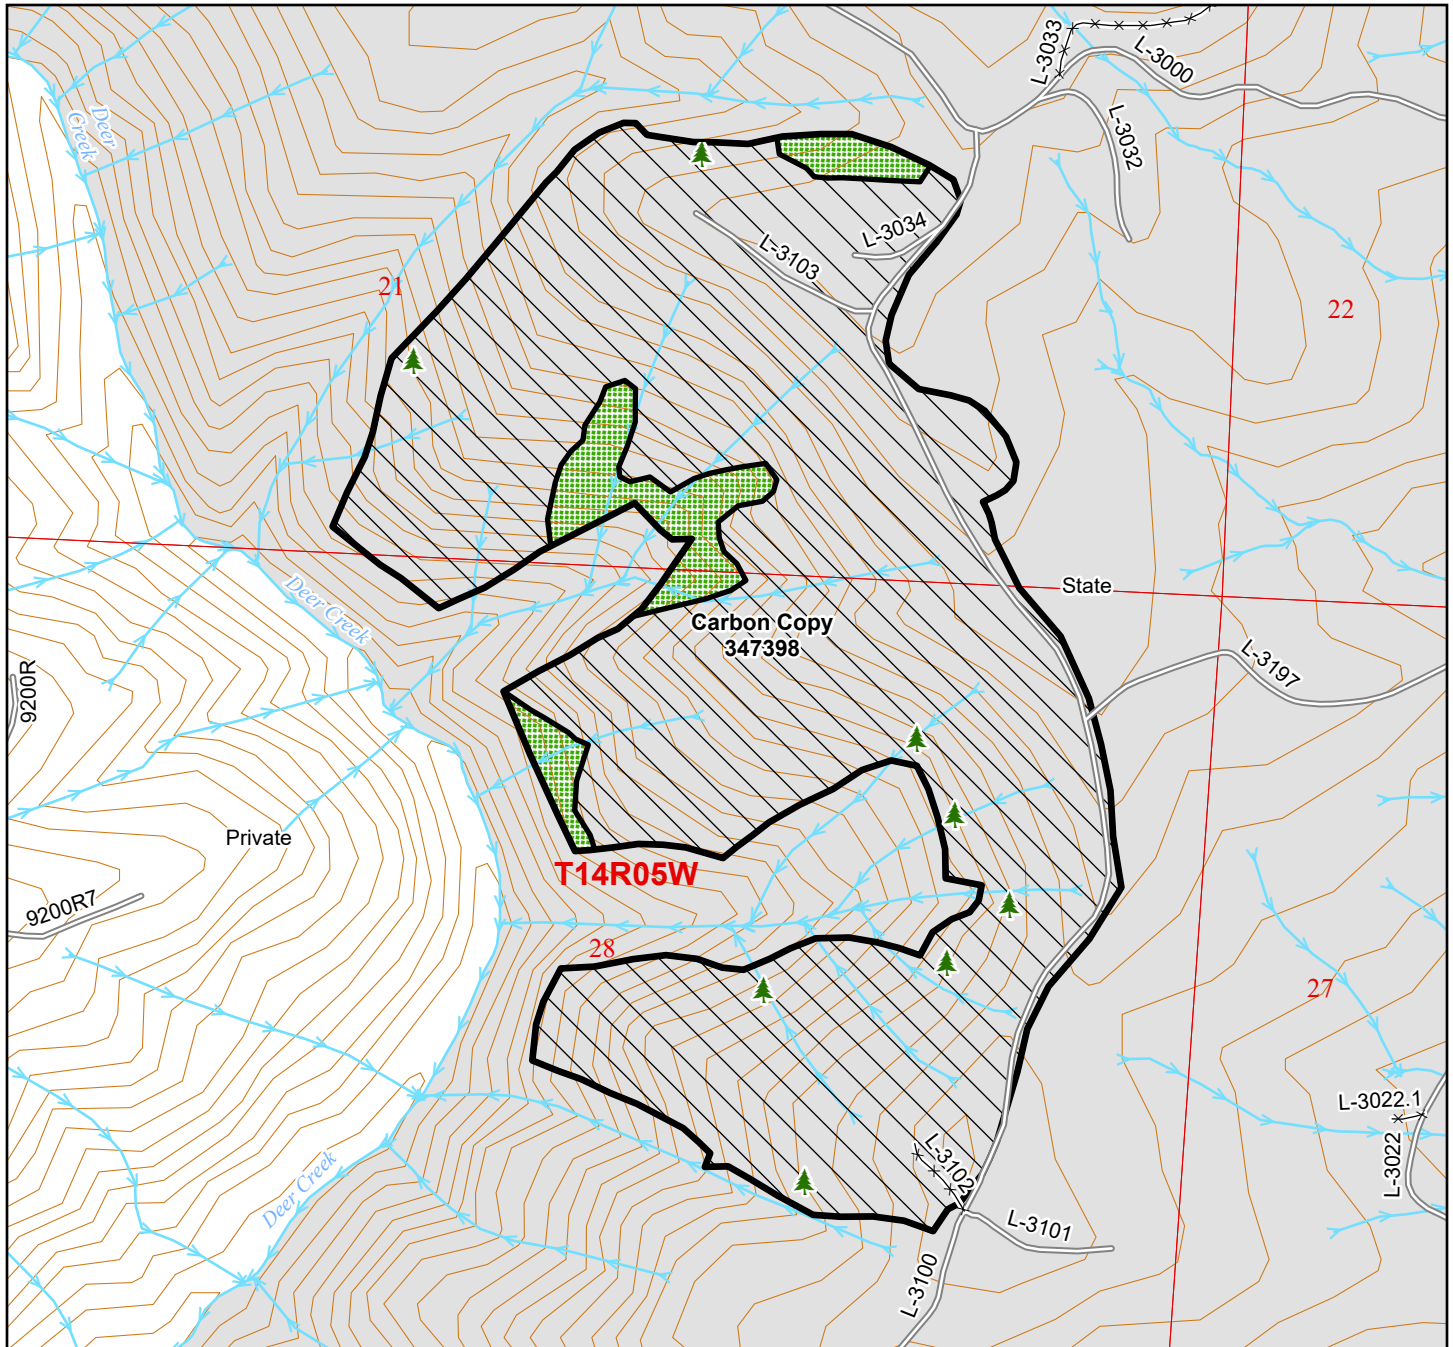 L-3033
L-3000
Deer
Creek
L-3032
L-3034
L-3103
21
22
State
Deer Creek
Carbon Copy
347398
L-3197
9200R
Private
T14R05W
9200R7
28
27
L-3022.1
L-3022
L-3102
Deer Creek
L-3101
L-3100